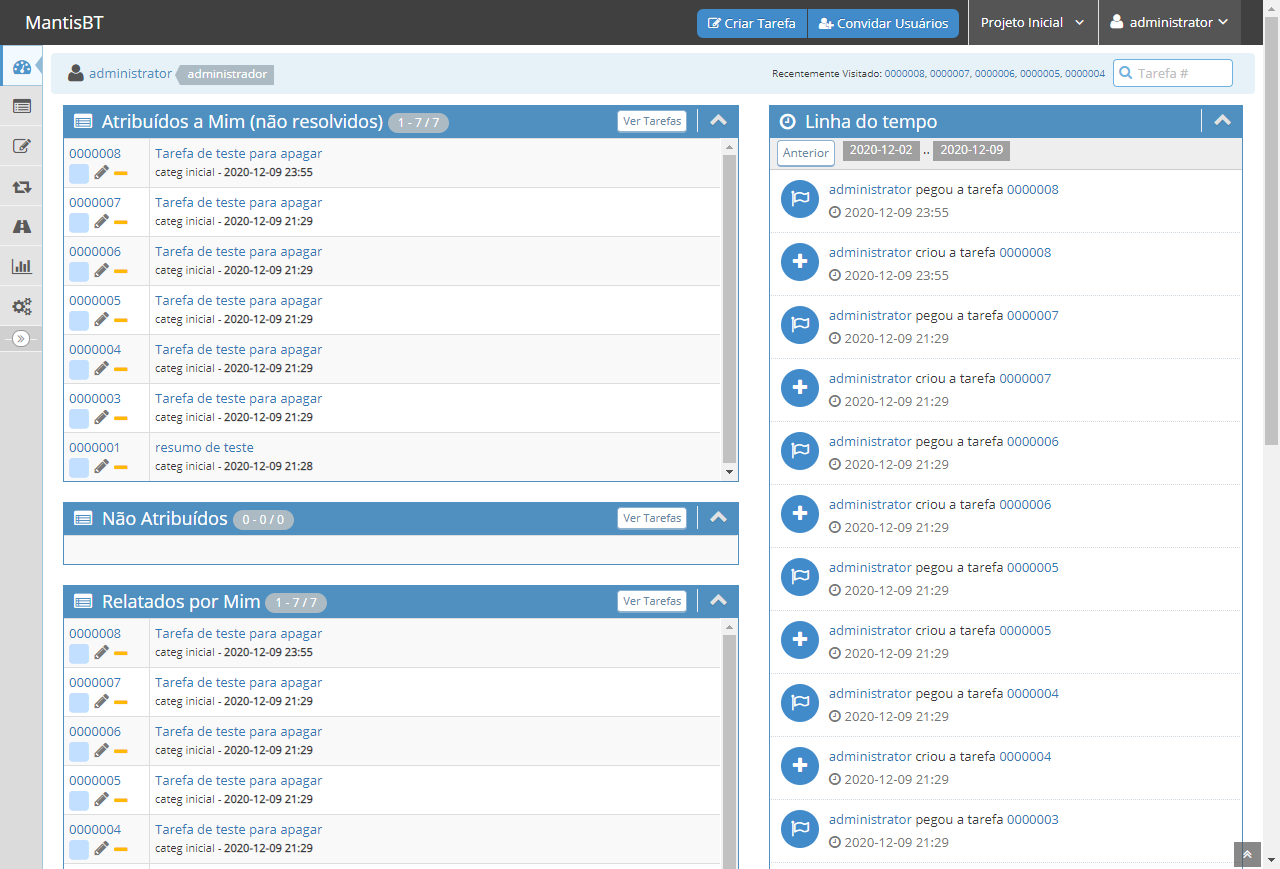 MantisBT
Criar Tarefa
Convidar Usuários
Projeto Inicial
administrator
administrator administrador
Recentemente Visitado: 0000008, 0000007, 0000006, 0000005, 0000004
Tarefa #
Atribuídos a Mim (não resolvidos) 1 - 7 / 7
Ver Tarefas
0000008 Tarefa de teste para apagar
categ inicial - 2020-12-09 23:55
0000007 Tarefa de teste para apagar
categ inicial - 2020-12-09 21:29
0000006 Tarefa de teste para apagar
categ inicial - 2020-12-09 21:29
0000005 Tarefa de teste para apagar
categ inicial - 2020-12-09 21:29
0000004 Tarefa de teste para apagar
categ inicial - 2020-12-09 21:29
0000003 Tarefa de teste para apagar
categ inicial - 2020-12-09 21:29
0000001 resumo de teste
categ inicial - 2020-12-09 21:28
Não Atribuídos 0 - 0 / 0
Ver Tarefas
Relatados por Mim 1 - 7 / 7
Ver Tarefas
0000008 Tarefa de teste para apagar
categ inicial - 2020-12-09 23:55
0000007 Tarefa de teste para apagar
categ inicial - 2020-12-09 21:29
0000006 Tarefa de teste para apagar
categ inicial - 2020-12-09 21:29
0000005 Tarefa de teste para apagar
categ inicial - 2020-12-09 21:29
0000004 Tarefa de teste para apagar
categ inicial - 2020-12-09 21:29
Linha do tempo
Anterior 2020-12-02 .. 2020-12-09
administrator pegou a tarefa 0000008
2020-12-09 23:55
administrator criou a tarefa 0000008
2020-12-09 23:55
administrator pegou a tarefa 0000007
2020-12-09 21:29
administrator criou a tarefa 0000007
2020-12-09 21:29
administrator pegou a tarefa 0000006
2020-12-09 21:29
administrator criou a tarefa 0000006
2020-12-09 21:29
administrator pegou a tarefa 0000005
2020-12-09 21:29
administrator criou a tarefa 0000005
2020-12-09 21:29
administrator pegou a tarefa 0000004
2020-12-09 21:29
administrator criou a tarefa 0000004
2020-12-09 21:29
administrator pegou a tarefa 0000003
2020-12-09 21:29